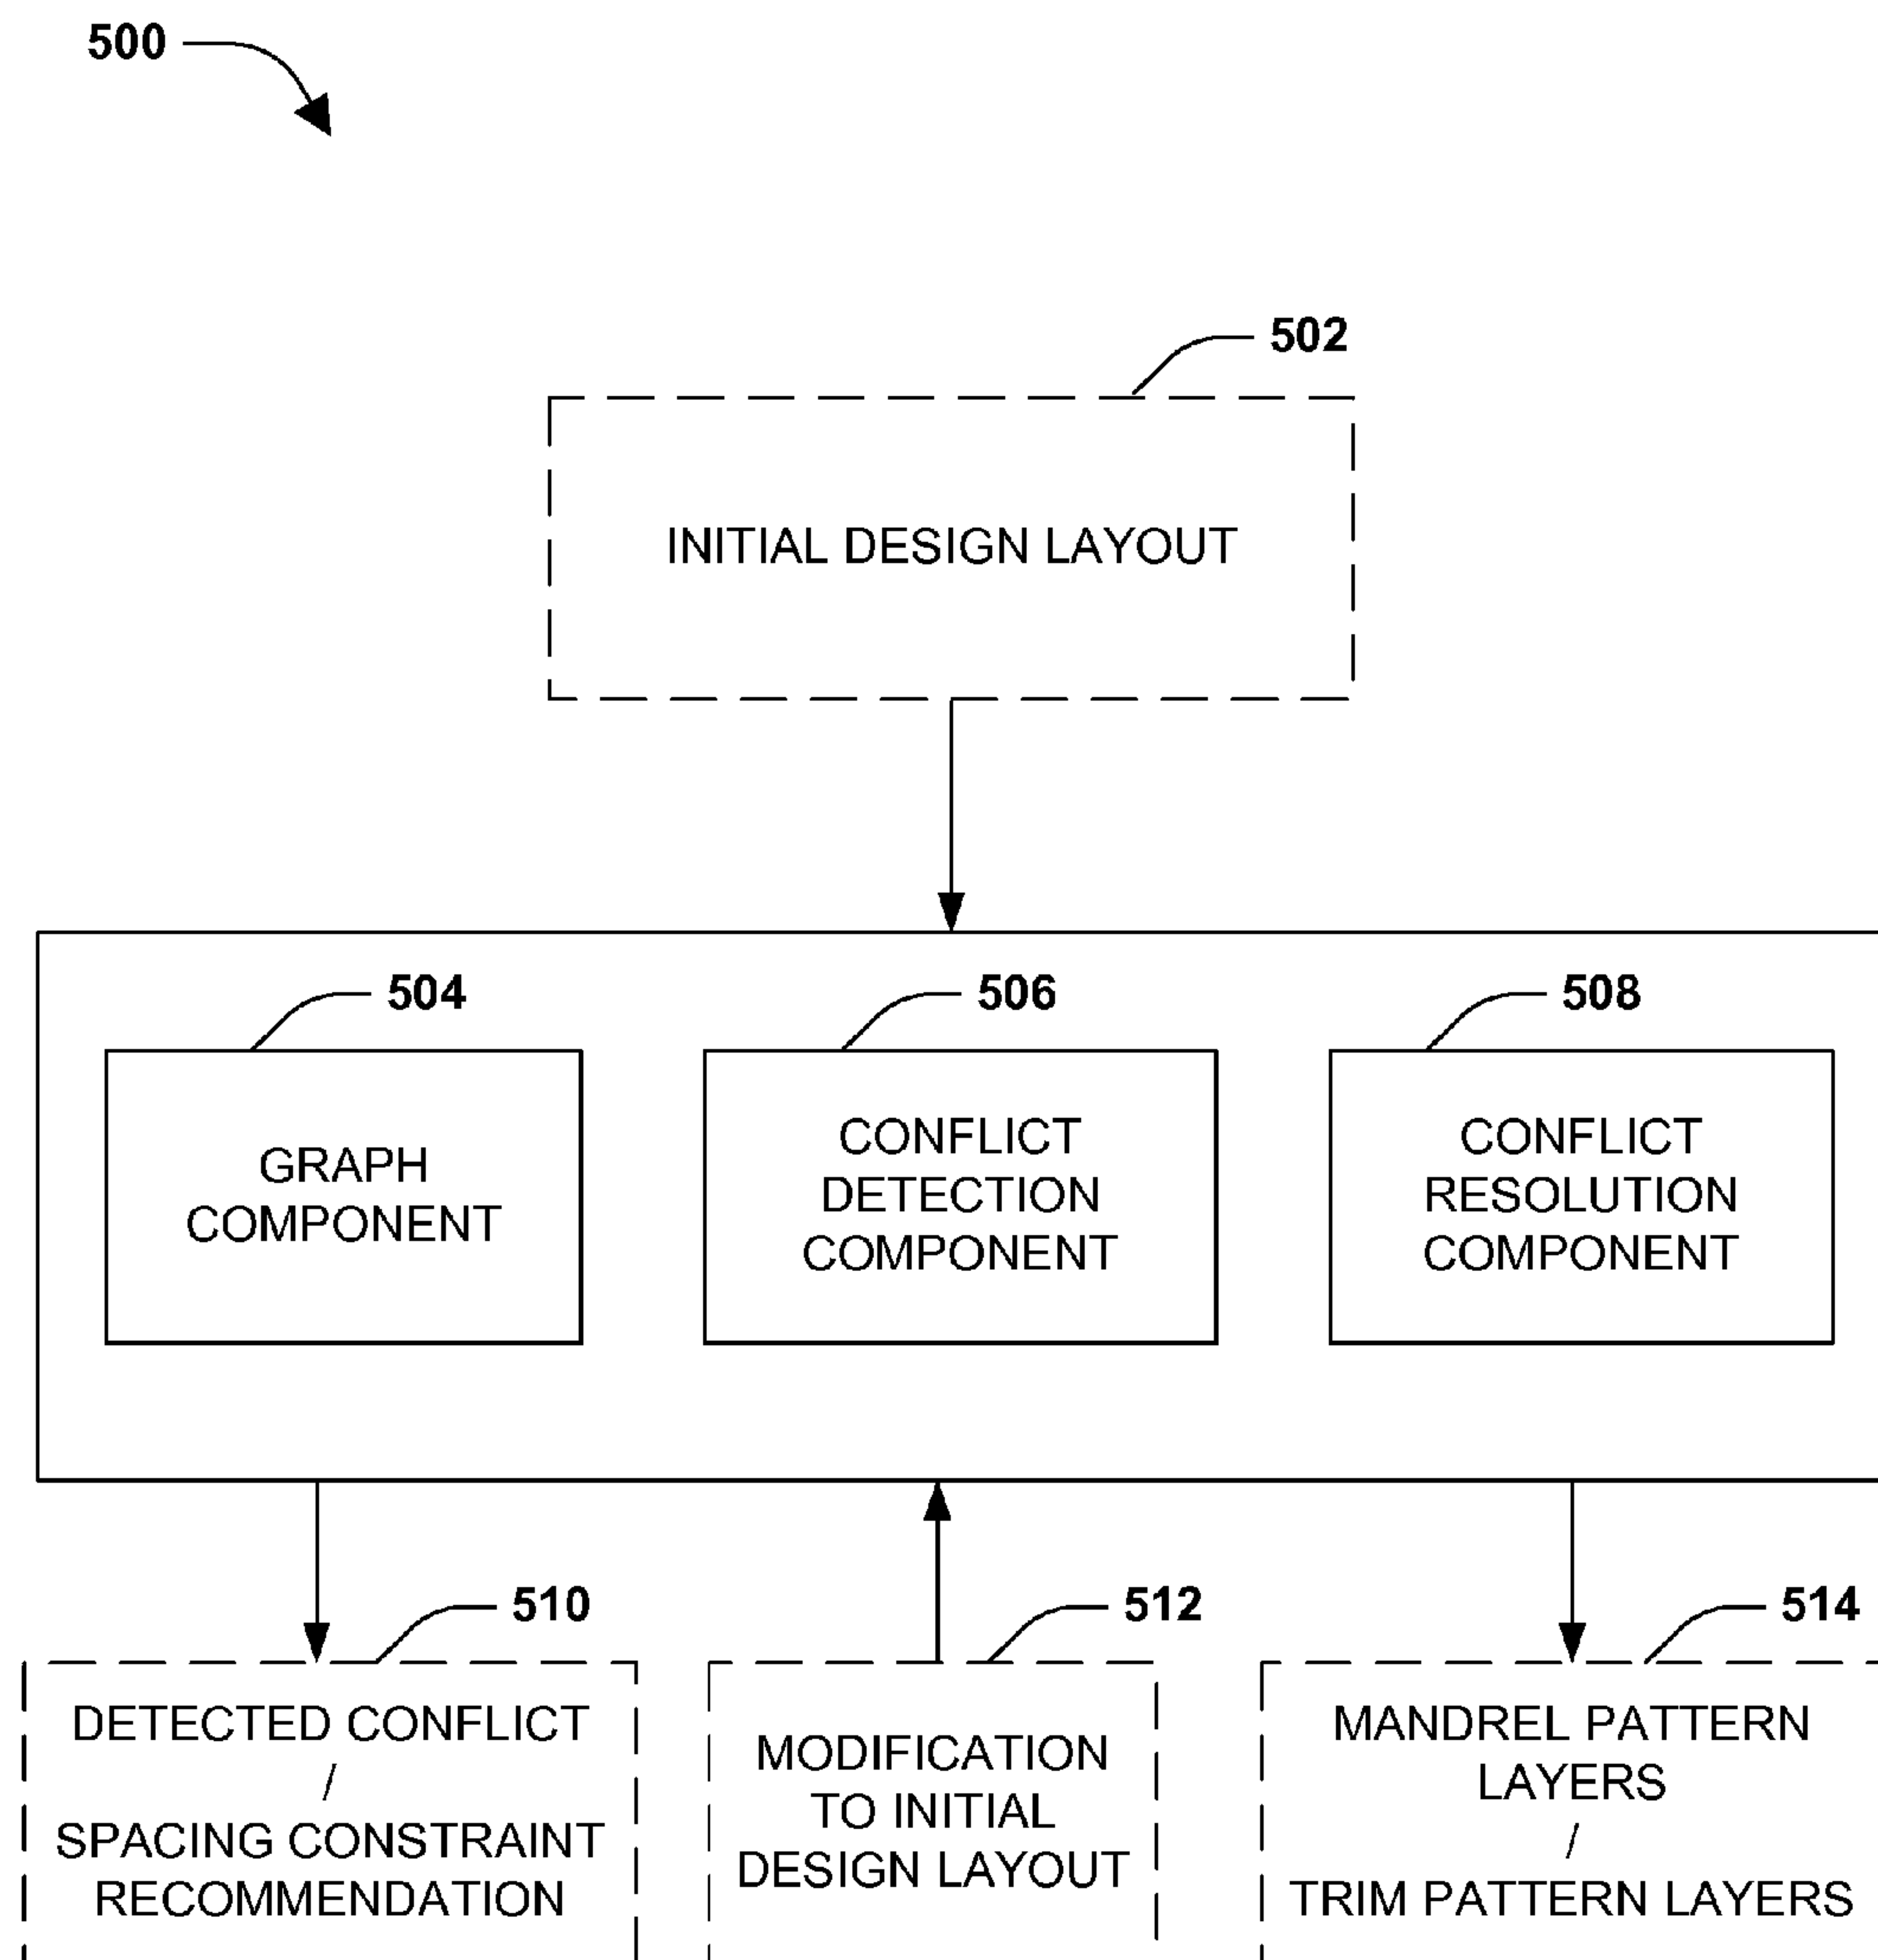 500
502
INITIAL DESIGN LAYOUT
504
GRAPH
COMPONENT
506
CONFLICT
DETECTION
COMPONENT
508
CONFLICT
RESOLUTION
COMPONENT
510
DETECTED CONFLICT
/
SPACING CONSTRAINT
RECOMMENDATION
512
MODIFICATION
TO INITIAL
DESIGN LAYOUT
514
MANDREL PATTERN
LAYERS
/
TRIM PATTERN LAYERS